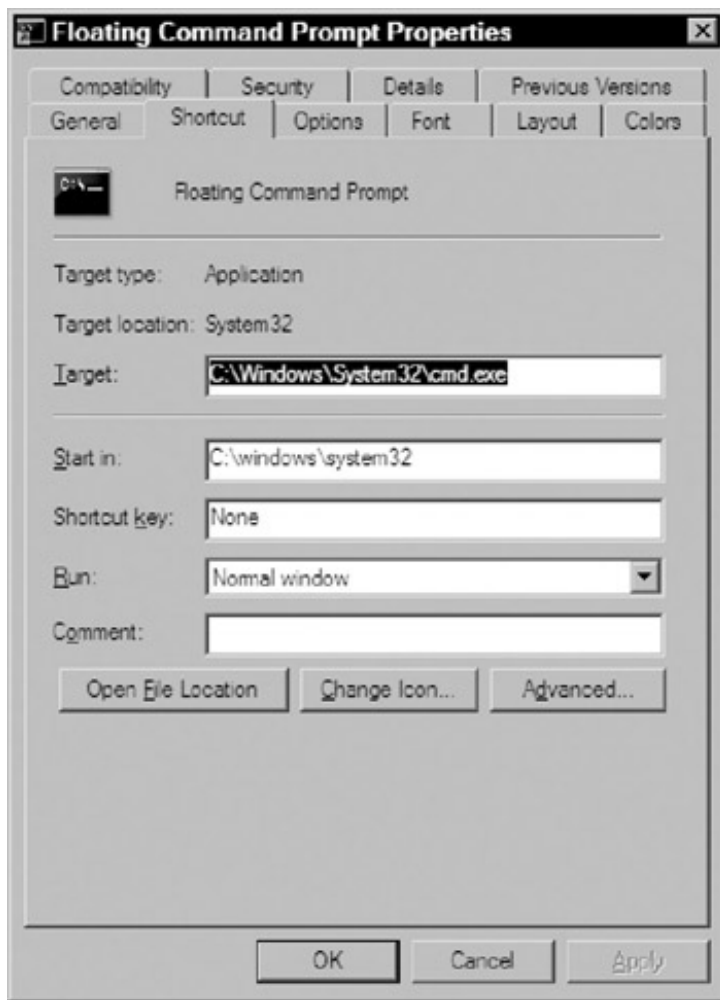 Floating Command Prompt Properties
Compatibility Security Details Previous Versions
General Shortcut Options Font Layout Colors
C:\
Floating Command Prompt
Target type: Application
Target location: System32
Target: C:\Windows\System32\cmd.exe
Start in: C:\windows\system32
Shortcut key: None
Run: Normal window
Comment:
Open File Location Change Icon... Advanced...
OK Cancel Apply